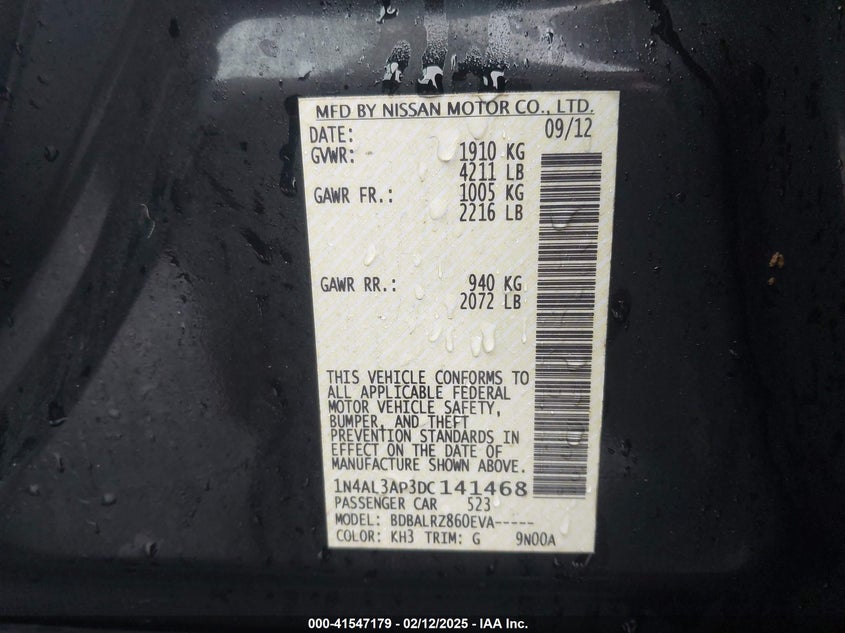 MFD BY NISSAN MOTOR CO., LTD.
DATE: 09/12
GVWR: 1910 KG
4211 LB
GAWR FR.: 1005 KG
2216 LB
GAWR RR.: 940 KG
2072 LB
THIS VEHICLE CONFORMS TO
ALL APPLICABLE FEDERAL
MOTOR VEHICLE SAFETY,
BUMPER, AND THEFT
PREVENTION STANDARDS IN
EFFECT ON THE DATE OF
MANUFACTURE SHOWN ABOVE.
1N4AL3AP3DC141468
PASSENGER CAR 523
MODEL: BDBALRZ860EVA-----
COLOR: KH3 TRIM: G 9N00A
000-41547179 - 02/12/2025 - IAA Inc.